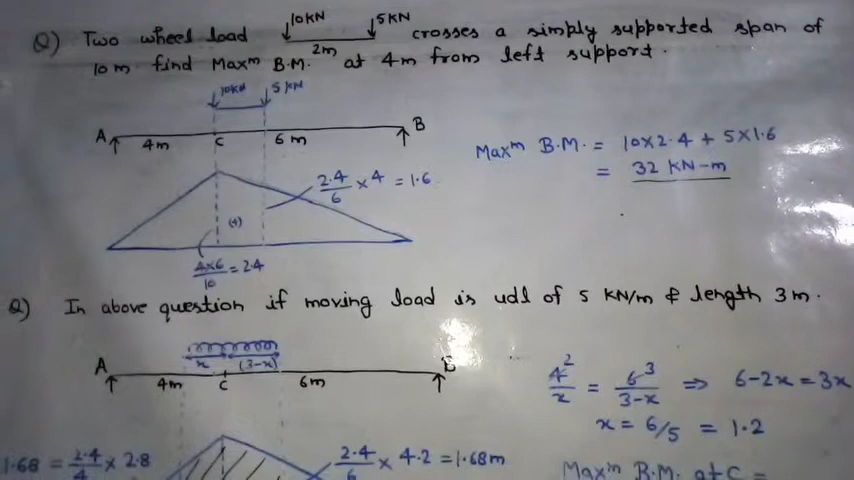 Q) Two wheel load 10KN 5KN 2m crosses a simply supported span of
10 m find Maxm B.M. at 4m from left support.
10KN 5KN
A 4m C 6m B
Maxm B.M. = 10x2.4 + 5x1.6
= 32 KN-m
2.4/6 x 4 = 1.6
(+)
4x6/10 = 2.4
Q) In above question if moving load is udl of 5 KN/m & length 3m.
x (3-x)
A 4m C 6m
4 2/x = 6 3/3-x ⇒ 6-2x = 3x
x = 6/5 = 1.2
1.68 = 2.4/4 x 2.8
2.4/6 x 4.2 = 1.68m
Maxm B.M. at C =